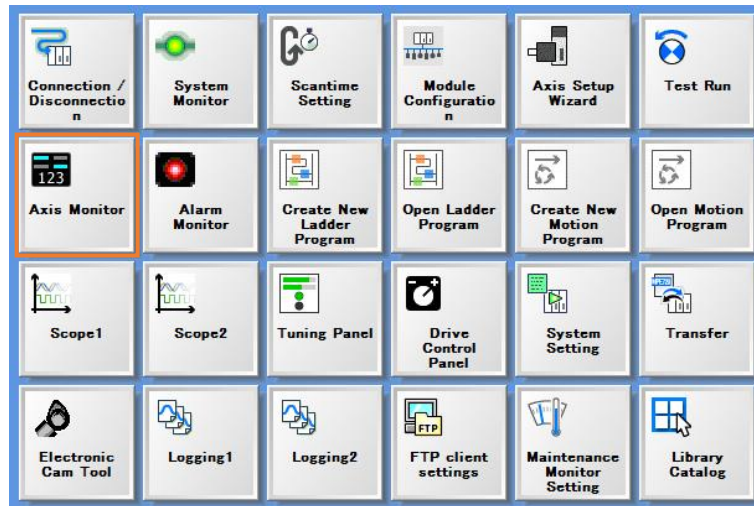 Connection / Disconnectio n
System Monitor
Scantime Setting
Module Configuratio n
Axis Setup Wizard
Test Run
123
Axis Monitor
Alarm Monitor
Create New Ladder Program
Open Ladder Program
Create New Motion Program
Open Motion Program
Scope1
Scope2
Tuning Panel
Drive Control Panel
System Setting
Transfer
Electronic Cam Tool
Logging1
Logging2
FTP
FTP client settings
Maintenance Monitor Setting
Library Catalog